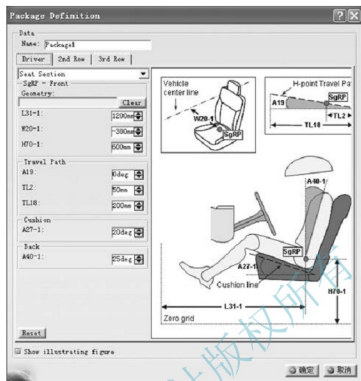 Package Definition
Data
Name: Package1
Driver 2nd Row 3rd Row
Seat Section
SgRP - Front
Geometry:
Clear
L31-1: 1200mm
W20-1: -380mm
H70-1: 600mm
Travel Path
A19: 0deg
TL2: 50mm
TL18: 200mm
Cushion
A27-1: 20deg
Back
A40-1: 25deg
Reset
Show illustrating figure
Vehicle center line
W20-1
SgRP
H-point Travel Pa
A19
SgRP
TL2
TL18
A40-1
SgRP
A27-1
Cushion line
H70-1
L31-1
Zero grid
确定 取消